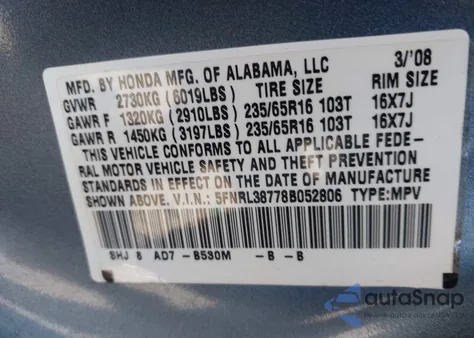 MFD. BY HONDA MFG. OF ALABAMA, LLC 3/'08
GVWR 2730KG (6019LBS) TIRE SIZE RIM SIZE
GAWR F 1320KG (2910LBS) 235/65R16 103T 16X7J
GAWR R 1450KG (3197LBS) 235/65R16 103T 16X7J
THIS VEHICLE CONFORMS TO ALL APPLICABLE FEDE-
RAL MOTOR VEHICLE SAFETY AND THEFT PREVENTION
STANDARDS IN EFFECT ON THE DATE OF MANUFACTURE
SHOWN ABOVE. V.I.N.: 5FNRL38778B052806 TYPE:MPV
SHJ 8 AD7 -B530M -B -B
autoSnap